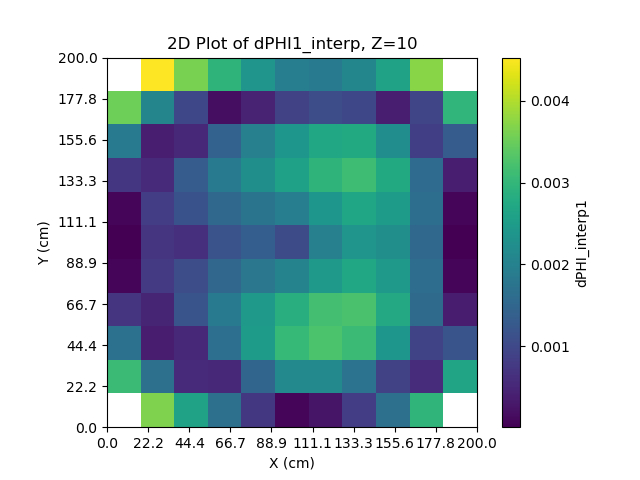 2D Plot of dPHI1_interp, Z=10
200.0
177.8
155.6
133.3
111.1
88.9
66.7
44.4
22.2
0.0
Y (cm)
0.0 22.2 44.4 66.7 88.9 111.1 133.3 155.6 177.8 200.0
X (cm)
0.004
0.003
0.002
0.001
dPHI_interp1